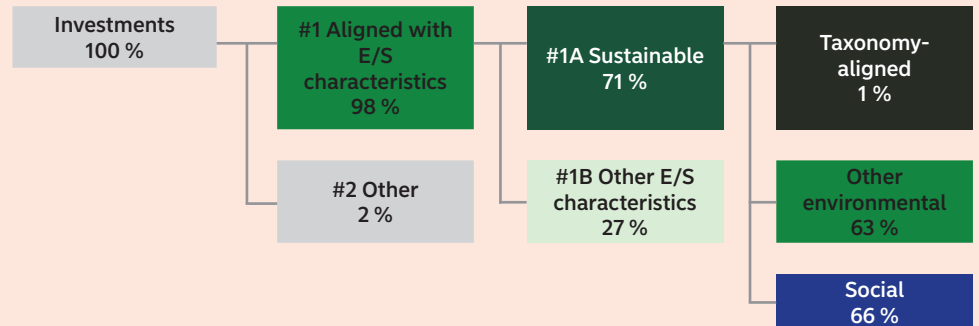 Investments
100 %
#1 Aligned with
E/S
characteristics
98 %
#2 Other
2 %
#1A Sustainable
71 %
#1B Other E/S
characteristics
27 %
Taxonomy-
aligned
1 %
Other
environmental
63 %
Social
66 %